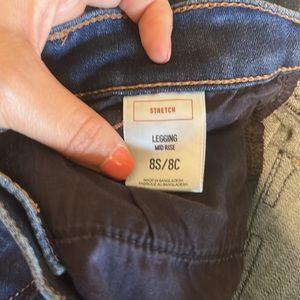 STRETCH
LEGGING
MID RISE
8S/8C
MADE IN BANGLADESH
FABRIQUÉ AU BANGLADESH